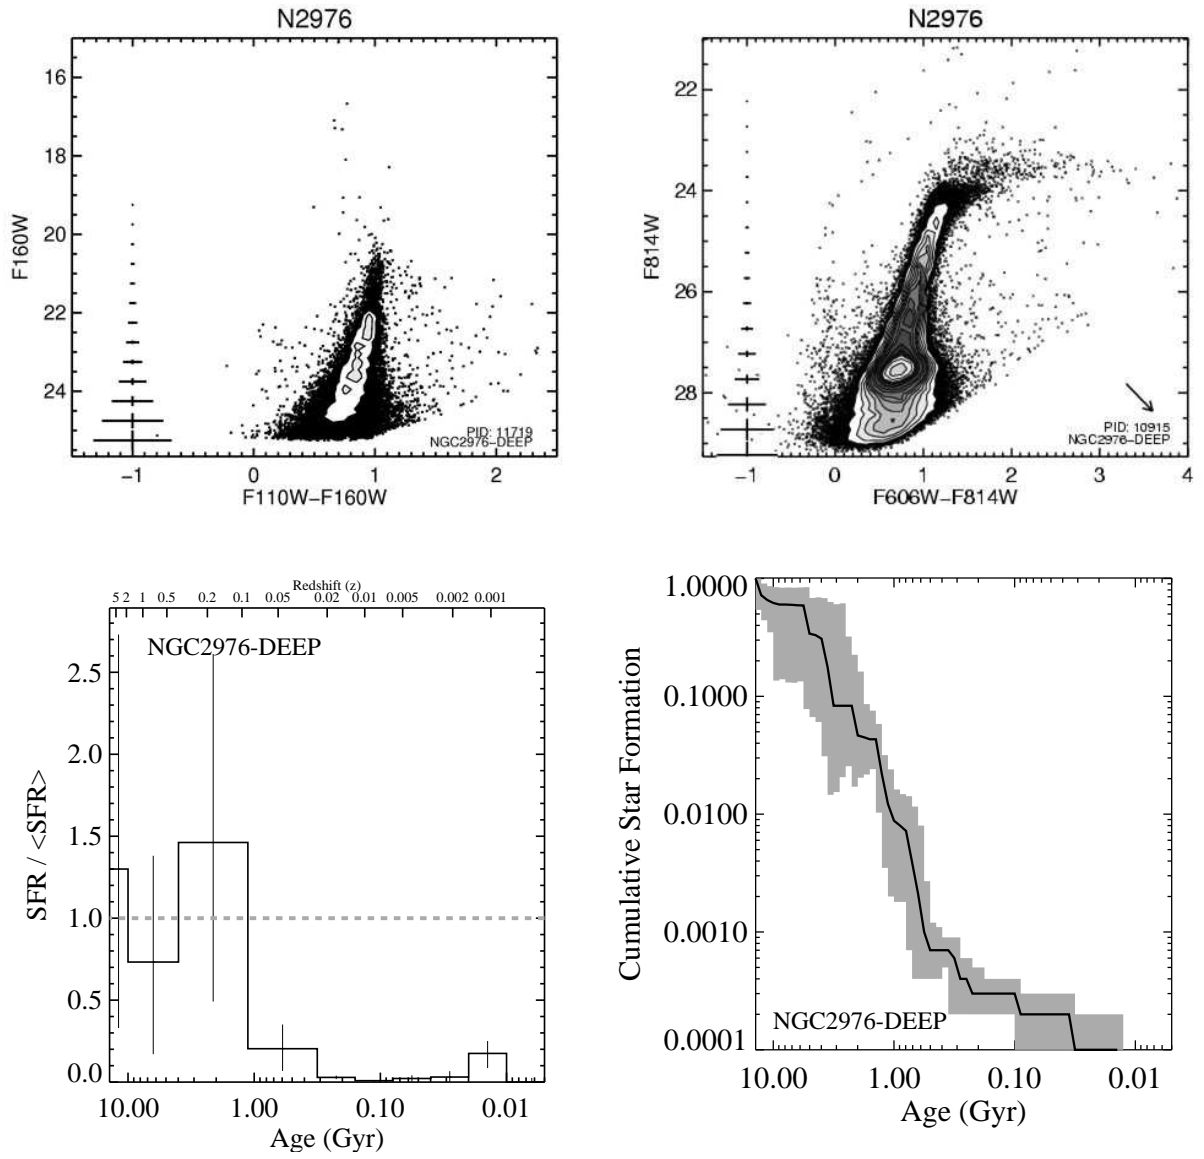 N2976
16
18
20
22
24
F160W
−1
0
1
2
F110W−F160W
PID: 11719
NGC2976−DEEP
N2976
22
24
26
28
F814W
−1
0
1
2
3
4
F606W−F814W
PID: 10915
NGC2976−DEEP
Redshift (z)
5 2 1 0.5 0.2 0.1 0.05 0.02 0.01 0.005 0.002 0.001
NGC2976-DEEP
2.5
2.0
1.5
1.0
0.5
0.0
SFR / <SFR>
10.00 1.00 0.10 0.01
Age (Gyr)
1.0000
0.1000
0.0100
0.0010
0.0001
Cumulative Star Formation
NGC2976-DEEP
10.00 1.00 0.10 0.01
Age (Gyr)